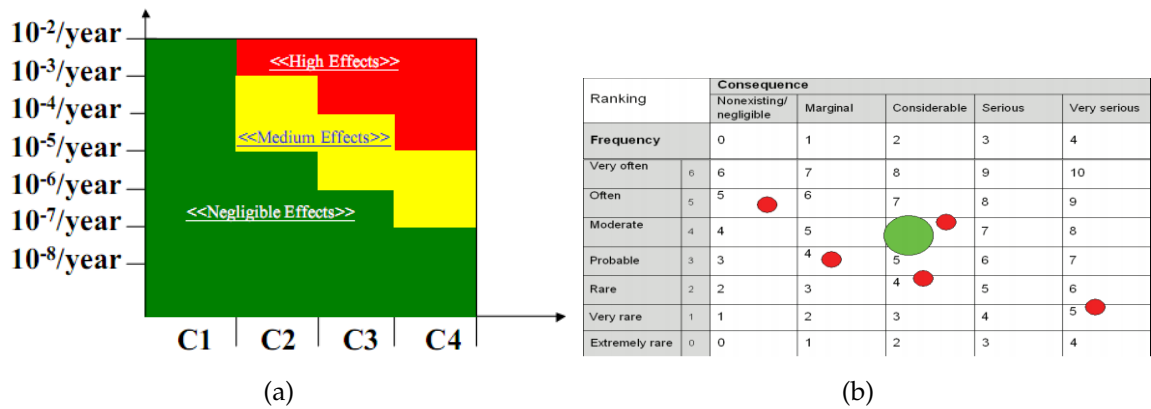 10-2/year
<<High Effects>>
10-3/year
10-4/year
<<Medium Effects>>
10-5/year
10-6/year
<<Negligible Effects>>
10-7/year
10-8/year
C1 C2 C3 C4
(a)
Ranking
Consequence
Nonexisting/ negligible Marginal Considerable Serious Very serious
Frequency 0 1 2 3 4
Very often 6 6 7 8 9 10
Often 5 5 6 7 8 9
Moderate 4 4 5 7 8
Probable 3 3 4 5 6 7
Rare 2 2 3 4 5 6
Very rare 1 1 2 3 4 5
Extremely rare 0 0 1 2 3 4
(b)